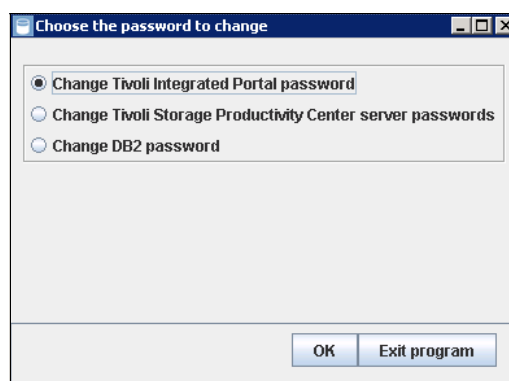 Choose the password to change
Change Tivoli Integrated Portal password
Change Tivoli Storage Productivity Center server passwords
Change DB2 password
OK Exit program